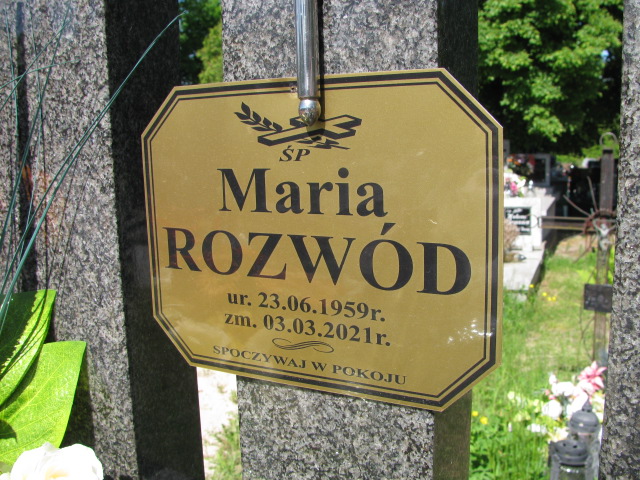 ŚP
Maria
ROZWÓD
ur. 23.06.1959r.
zm. 03.03.2021r.
SPOCZYWAJ W POKOJU